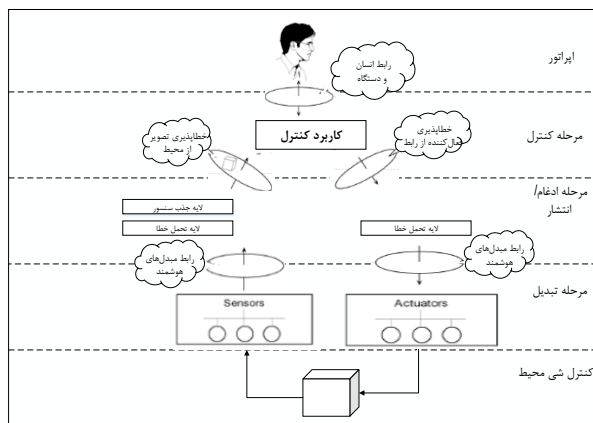 اپراتور
رابط انسان
و دستگاه
مرحله کنترل
کاربرد کنترل
خطاپذیری
فعال‌کننده از رابط
خطاپذیری تصویر
از محیط
مرحله ادغام/
انتشار
لایه جذب سنسور
لایه تحمل خطا
لایه تحمل خطا
رابط مبدل‌های
هوشمند
رابط مبدل‌های
هوشمند
مرحله تبدیل
Sensors
Actuators
کنترل شی محیط